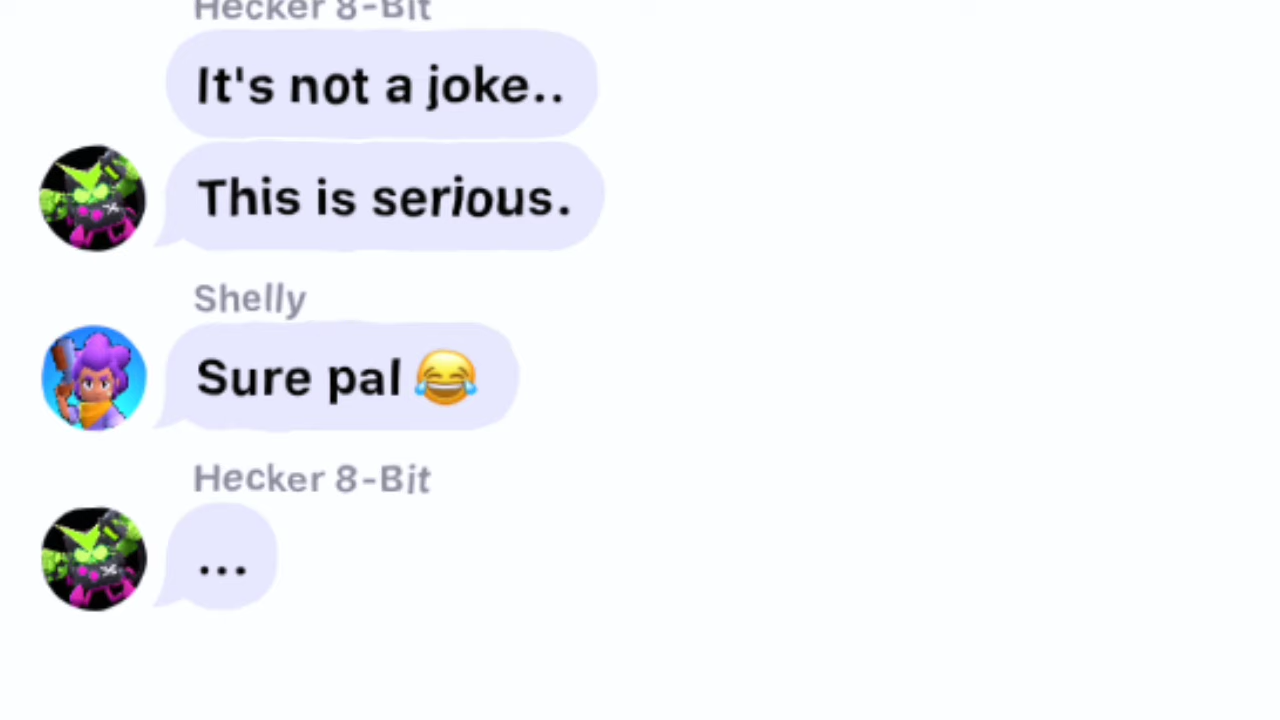 Hecker 8-Bit
It's not a joke..
This is serious.
Shelly
Sure pal 😂
Hecker 8-Bit
...